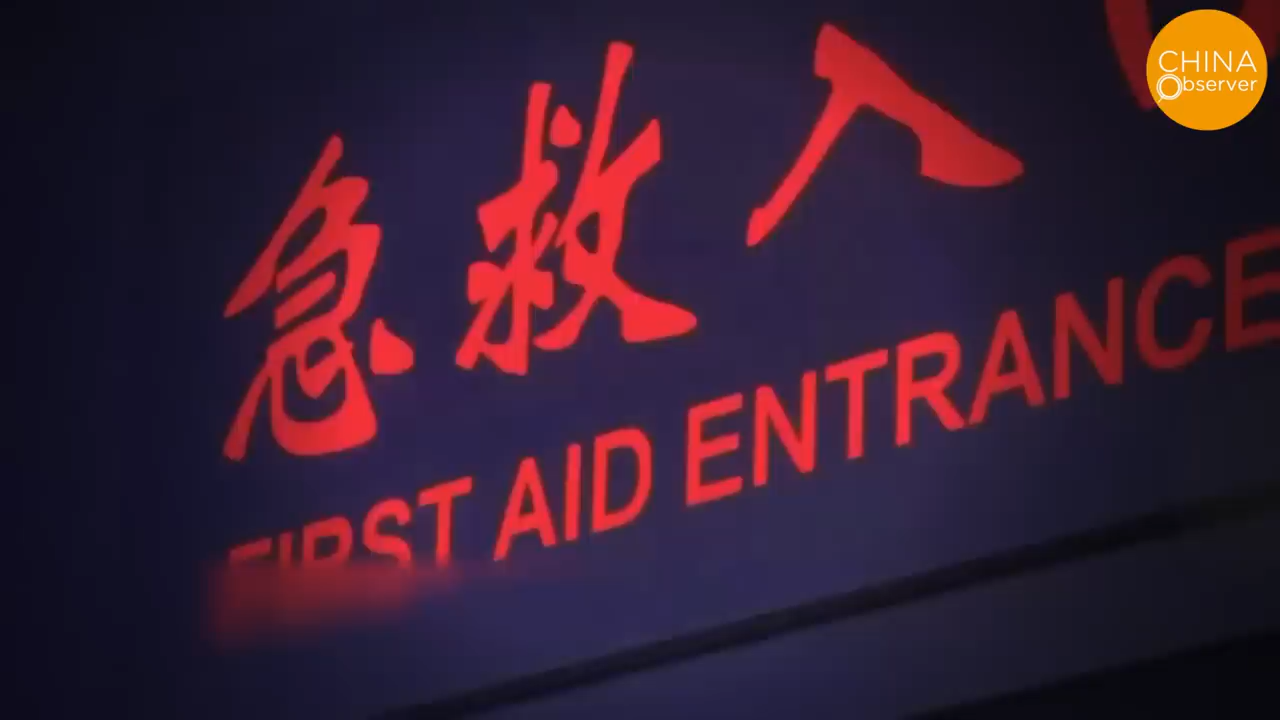 急救入
FIRST AID ENTRANCE
CHINA
Observer